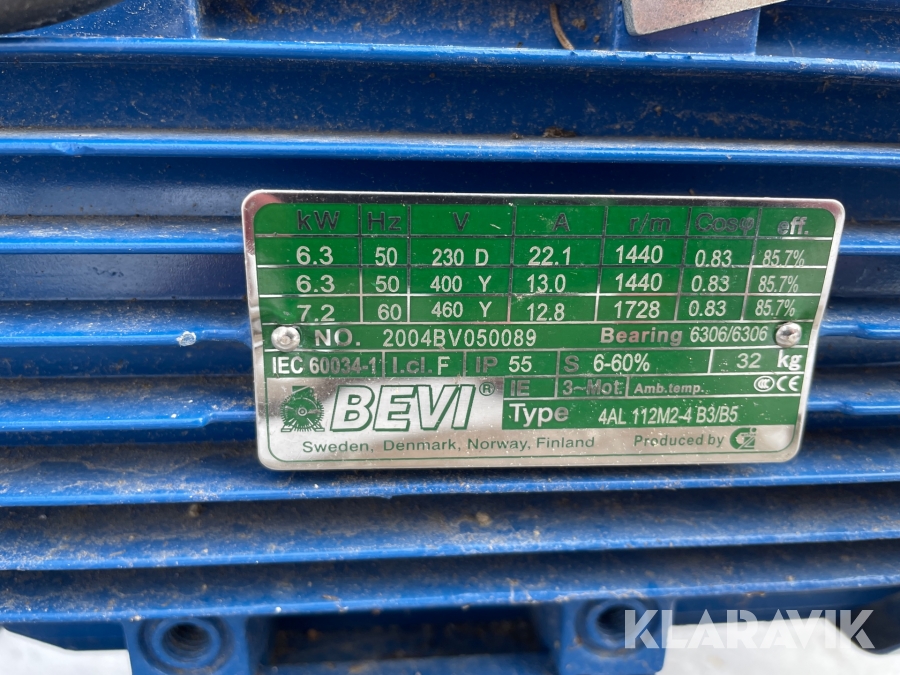 kW Hz V A r/m Cosφ eff.
6.3 50 230 D 22.1 1440 0.83 85.7%
6.3 50 400 Y 13.0 1440 0.83 85.7%
7.2 60 460 Y 12.8 1728 0.83 85.7%
NO. 2004BV050089 Bearing 6306/6306
IEC 60034-1 I.cl. F IP 55 S 6-60% 32 kg
IE 3~Mot. Amb.temp. CCC CE
BEVI® Type 4AL 112M2-4 B3/B5
Sweden, Denmark, Norway, Finland Produced by
KLARAVIK